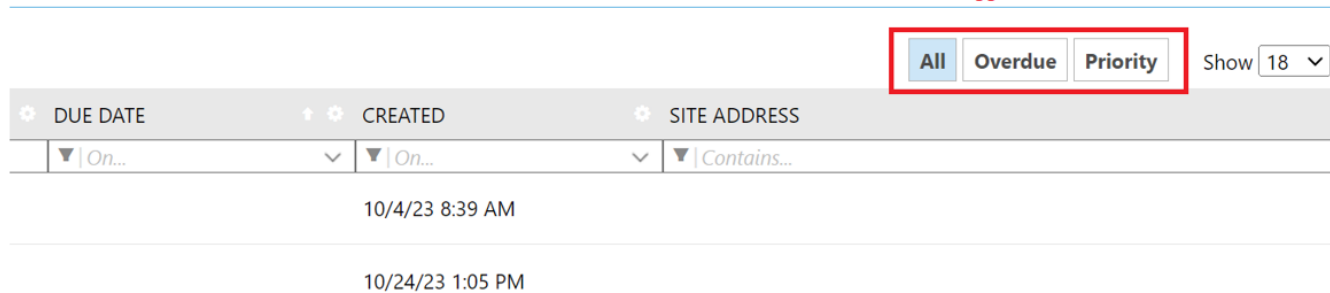 All Overdue Priority Show 18
DUE DATE CREATED SITE ADDRESS
On... On... Contains...
10/4/23 8:39 AM
10/24/23 1:05 PM